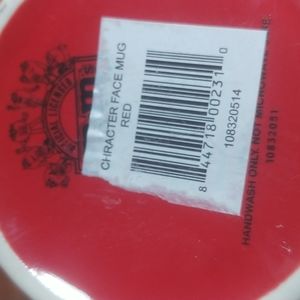 CHRACTER FACE MUG
RED
8 44718 00231 0
108320514
HANDWASH ONLY. NOT MICROWAVE
10832051